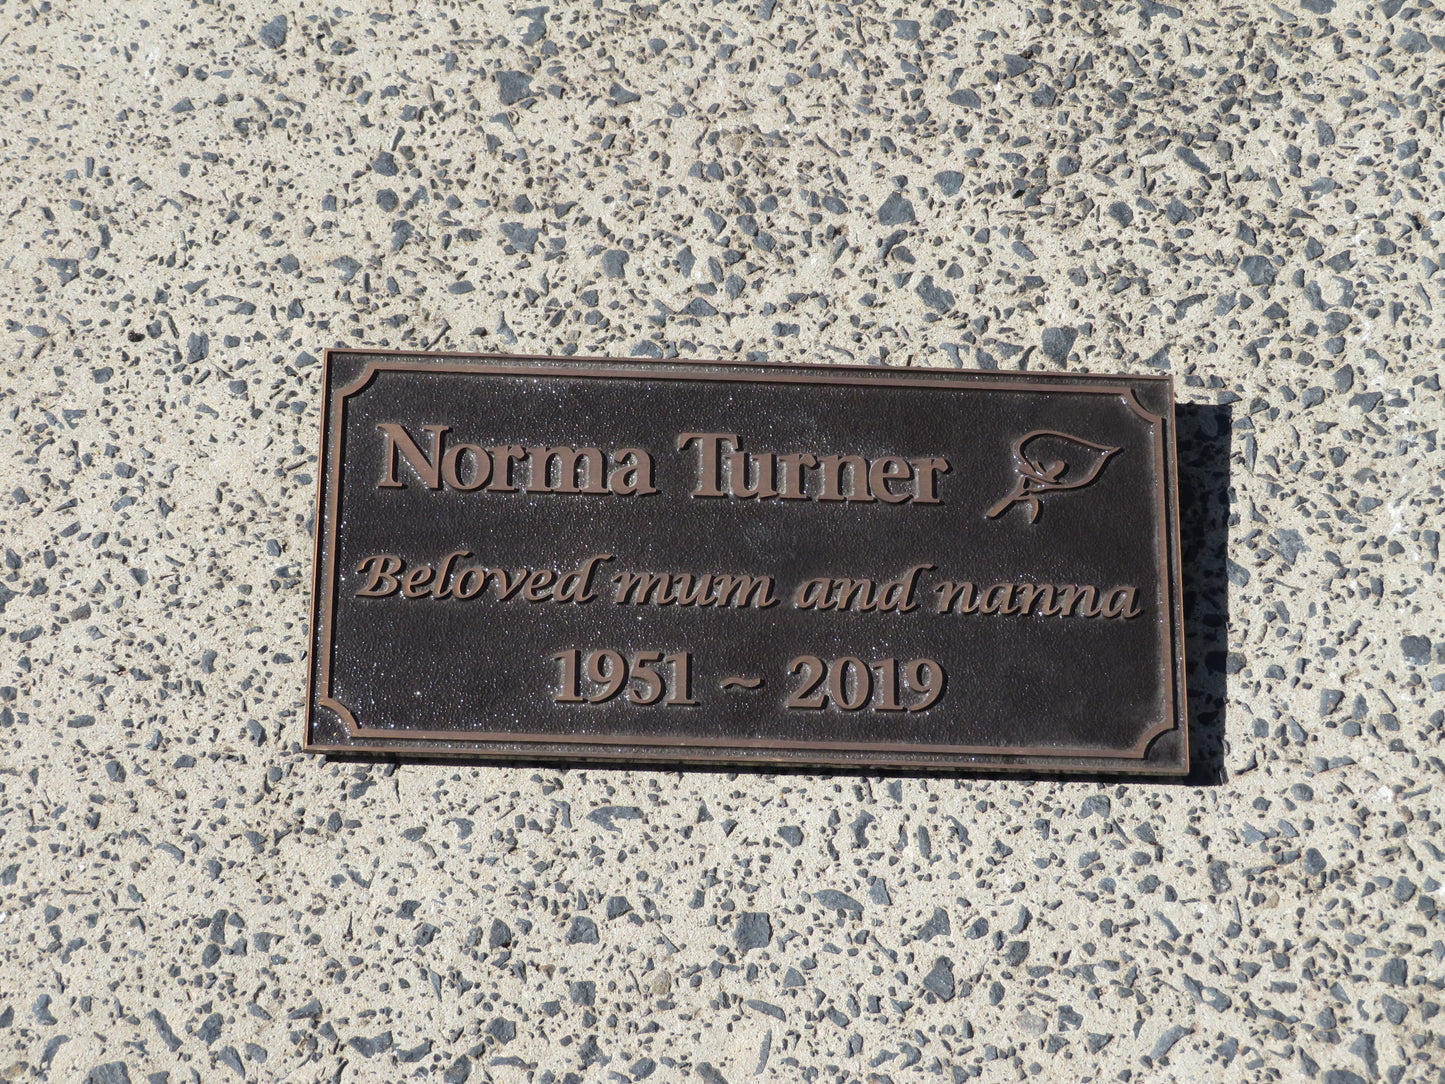 Norma Turner
Beloved mum and nanna
1951 ~ 2019